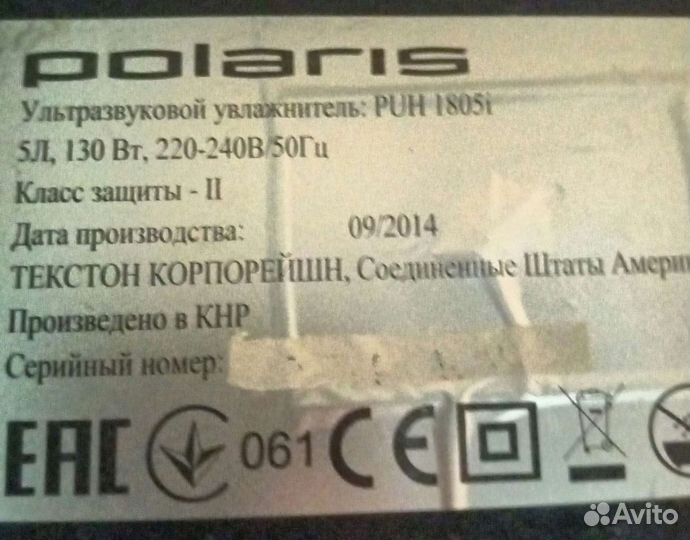 polaris
Ультразвуковой увлажнитель: PUH 1805i
5Л, 130 Вт, 220-240В/50Гц
Класс защиты - II
Дата производства: 09/2014
ТЕКСТОН КОРПОРЕЙШН, Соединенные Штаты Амери
Произведено в КНР
Серийный номер:
EAC 061 CE
Avito